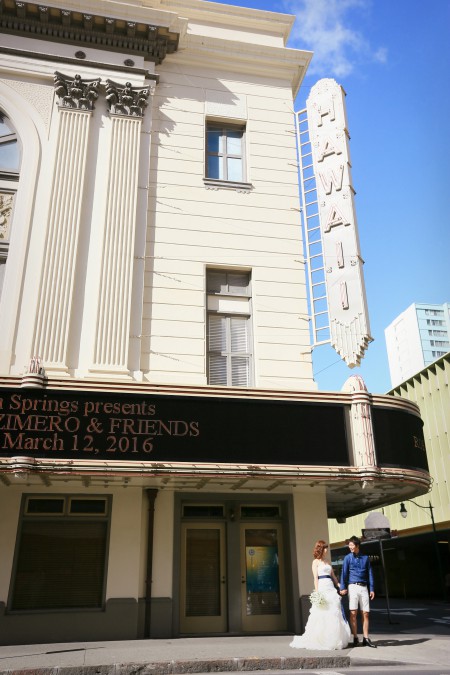 HAWAII
Springs presents
ZIMERO & FRIENDS
March 12, 2016